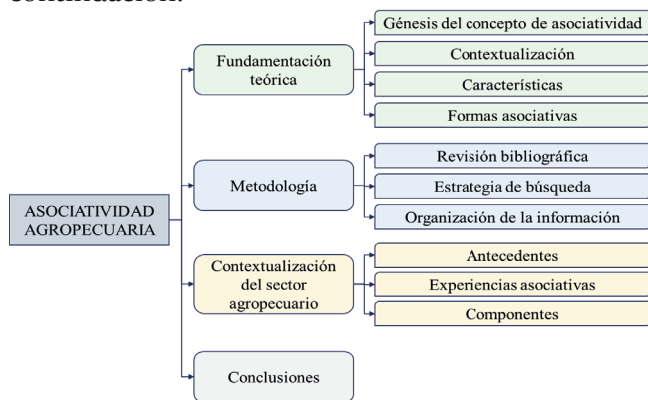 continuación.
ASOCIATIVIDAD
AGROPECUARIA
Fundamentación
teórica
Génesis del concepto de asociatividad
Contextualización
Características
Formas asociativas
Metodología
Revisión bibliográfica
Estrategia de búsqueda
Organización de la información
Contextualización
del sector
agropecuario
Antecedentes
Experiencias asociativas
Componentes
Conclusiones